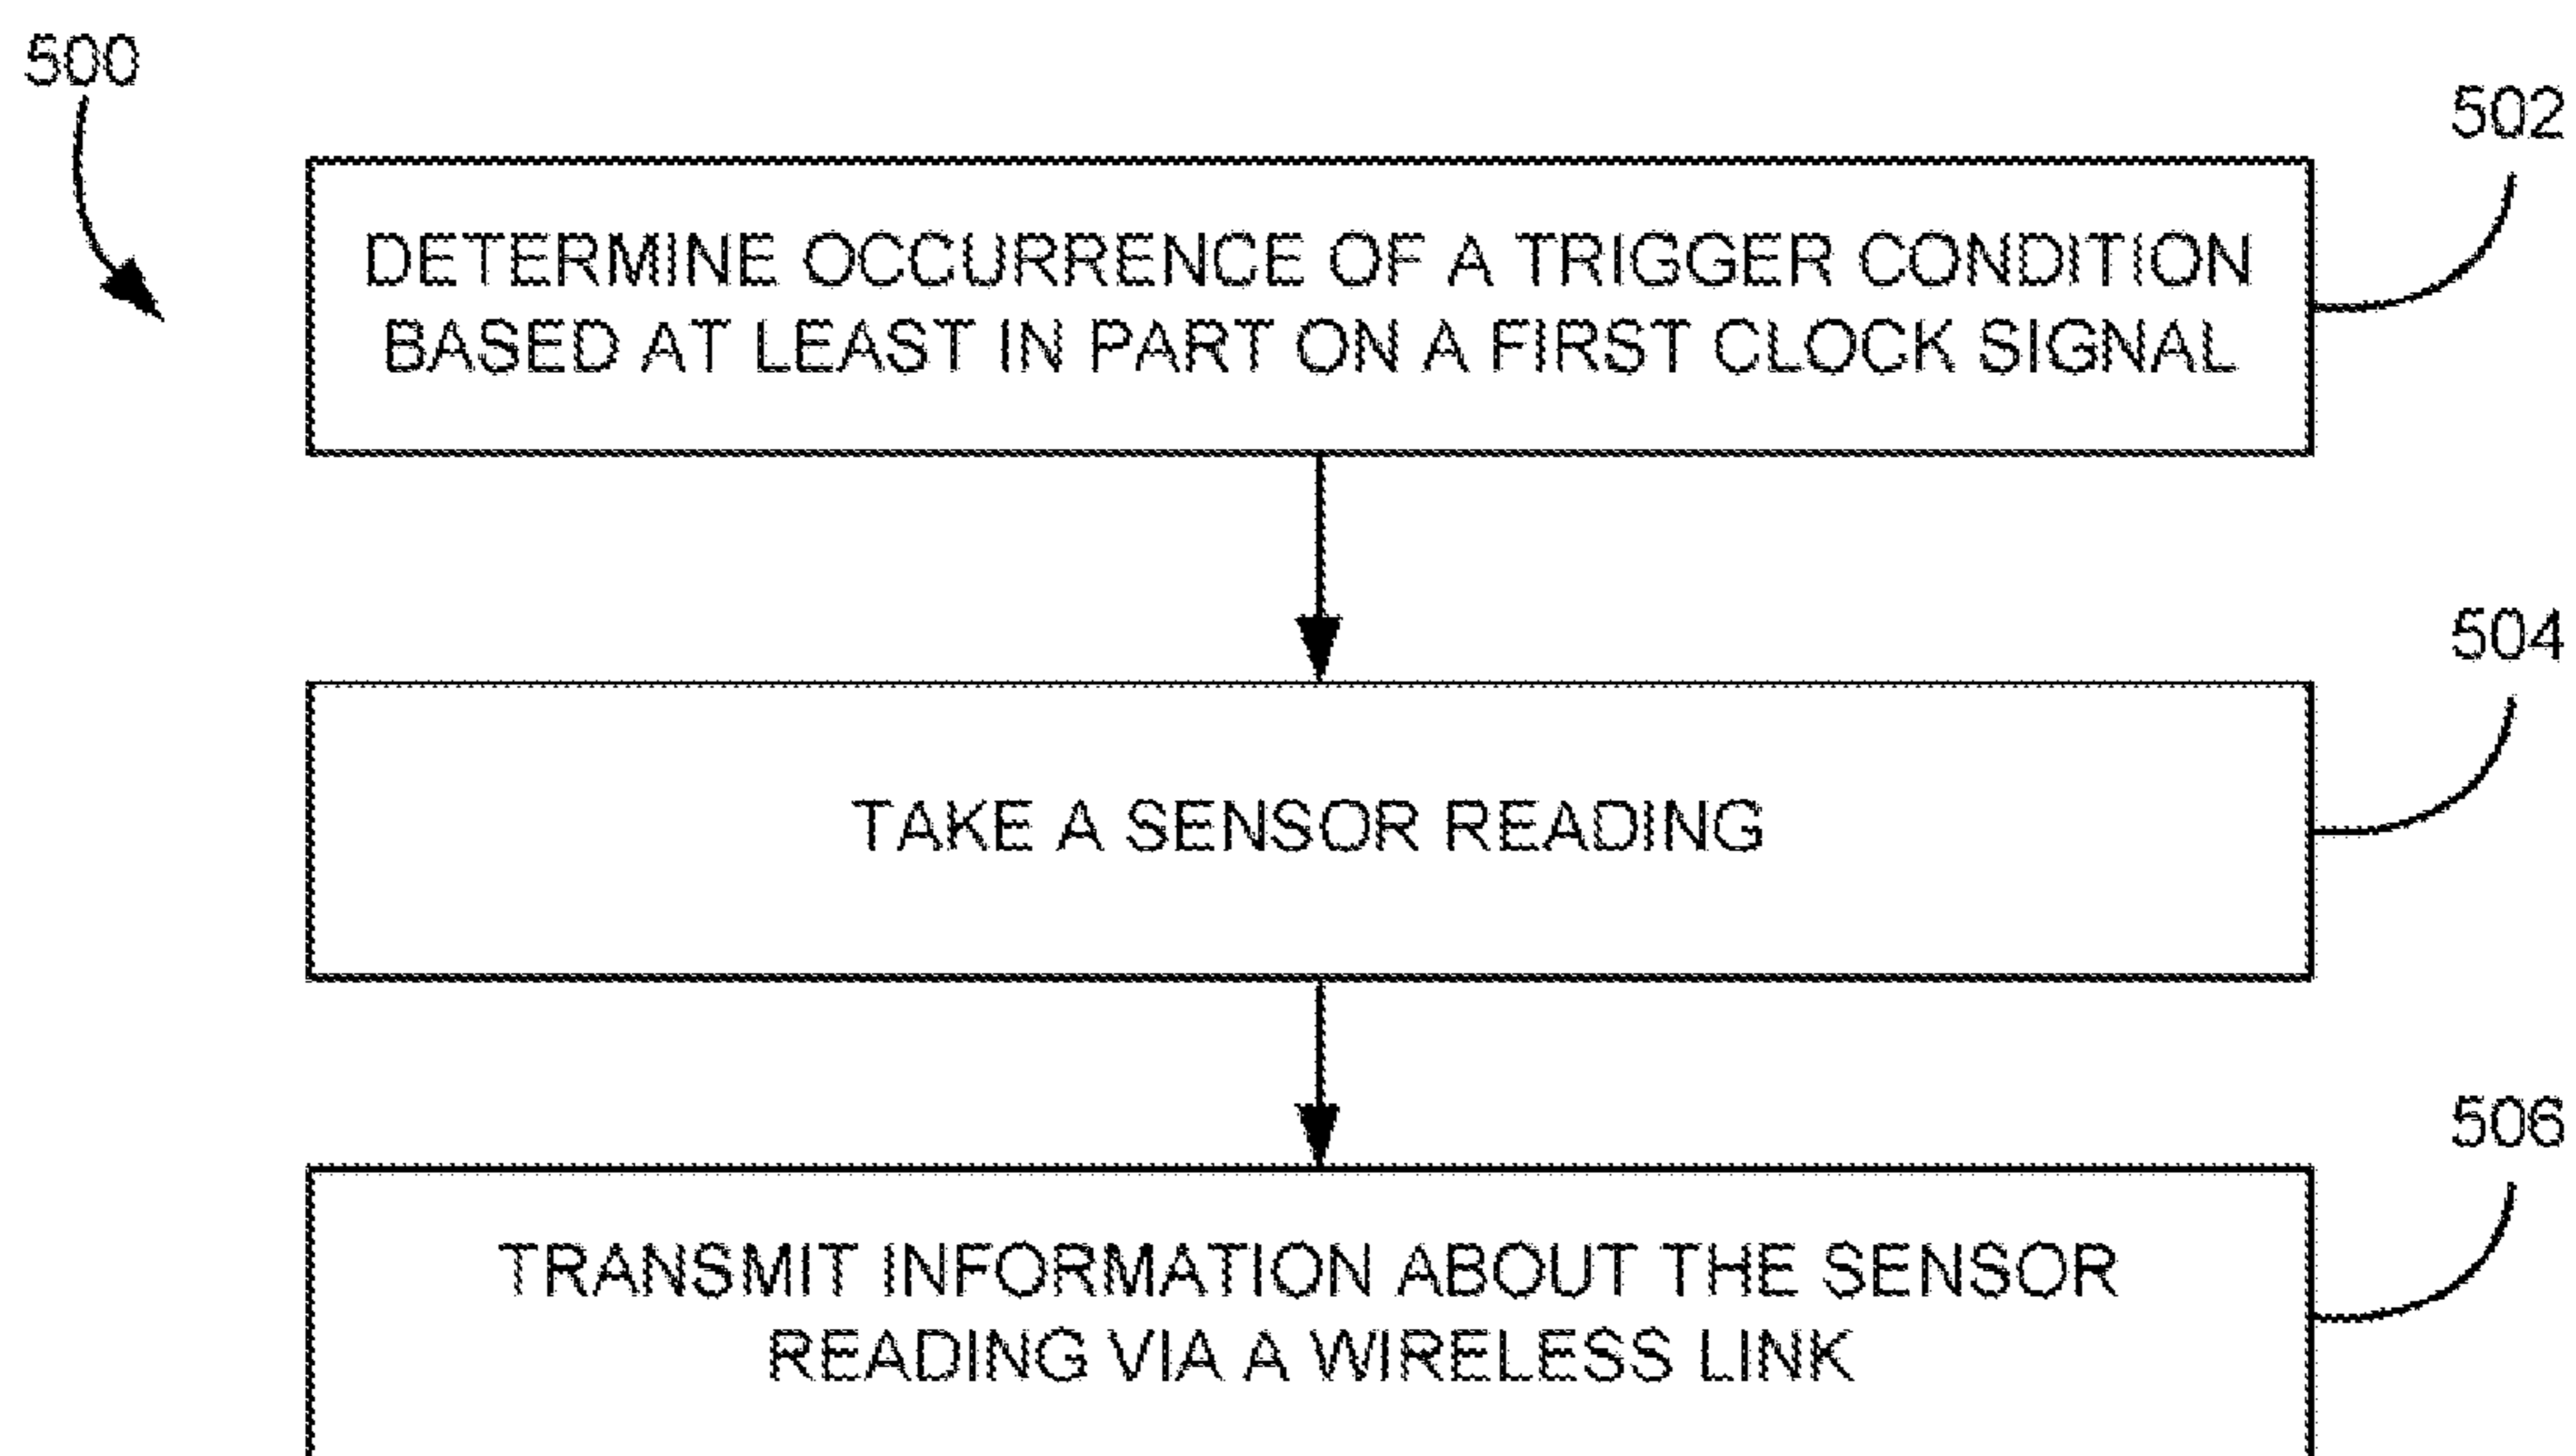 500
502
DETERMINE OCCURRENCE OF A TRIGGER CONDITION
BASED AT LEAST IN PART ON A FIRST CLOCK SIGNAL
504
TAKE A SENSOR READING
506
TRANSMIT INFORMATION ABOUT THE SENSOR
READING VIA A WIRELESS LINK